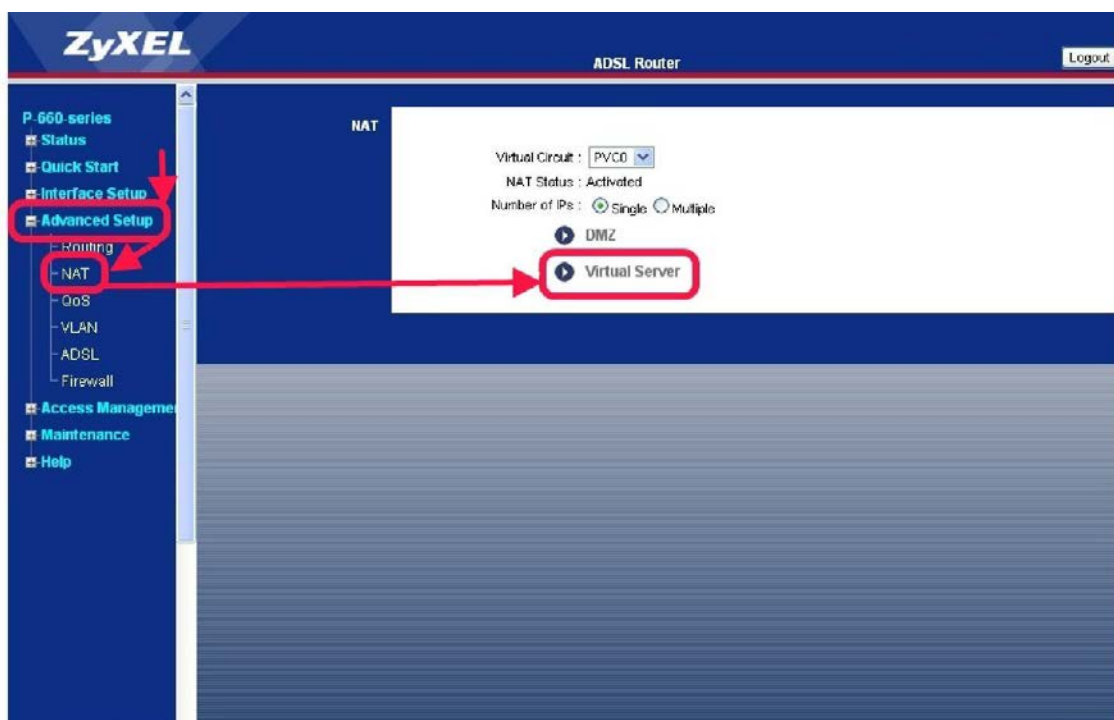 ZyXEL
ADSL Router
Logout
P-660-series
Status
Quick Start
Interface Setup
Advanced Setup
Routing
NAT
QoS
VLAN
ADSL
Firewall
Access Managemer
Maintenance
Help
NAT
Virtual Circuit : PVC0
NAT Status : Activated
Number of IPs : Single Multiple
DMZ
Virtual Server